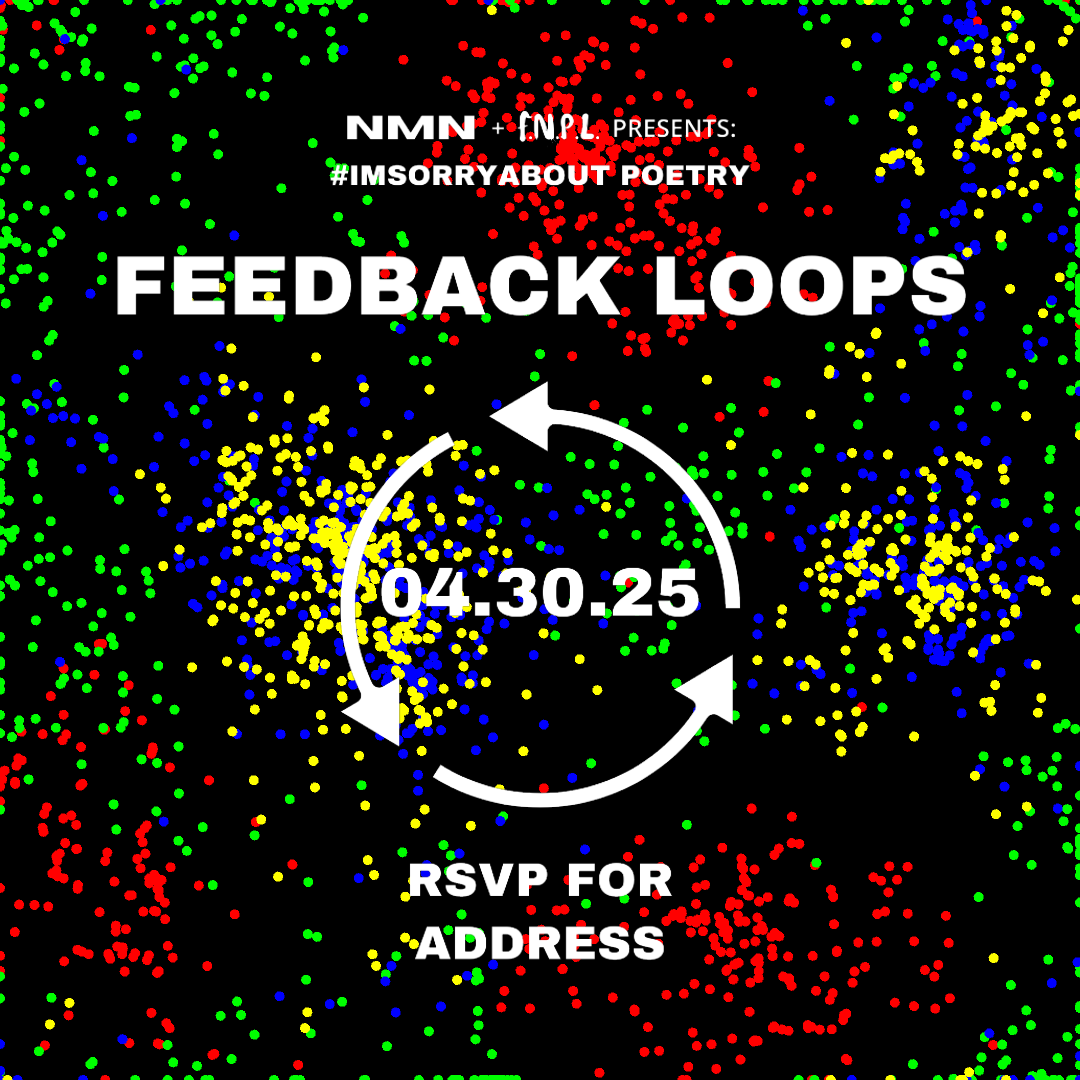 NMN + F.N.P.L. PRESENTS:
#IMSORRYABOUT POETRY
FEEDBACK LOOPS
04.30.25
RSVP FOR
ADDRESS